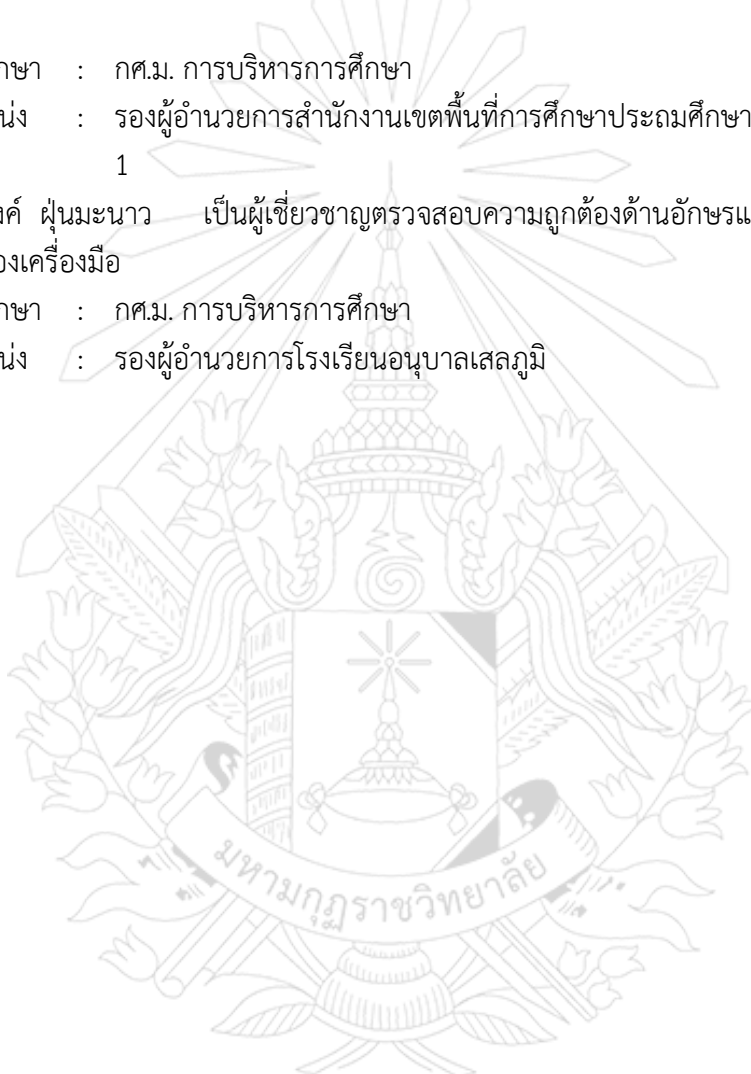 กษา : กศ.ม. การบริหารการศึกษา
น่ง : รองผู้อำนวยการสำนักงานเขตพื้นที่การศึกษาประถมศึกษา
1
งค์ ฝุ่นมะนาว เป็นผู้เชี่ยวชาญตรวจสอบความถูกต้องด้านอักษรแ
องเครื่องมือ
กษา : กศ.ม. การบริหารการศึกษา
น่ง : รองผู้อำนวยการโรงเรียนอนุบาลเสลภูมิ
มหามกุฏราชวิทยาลัย